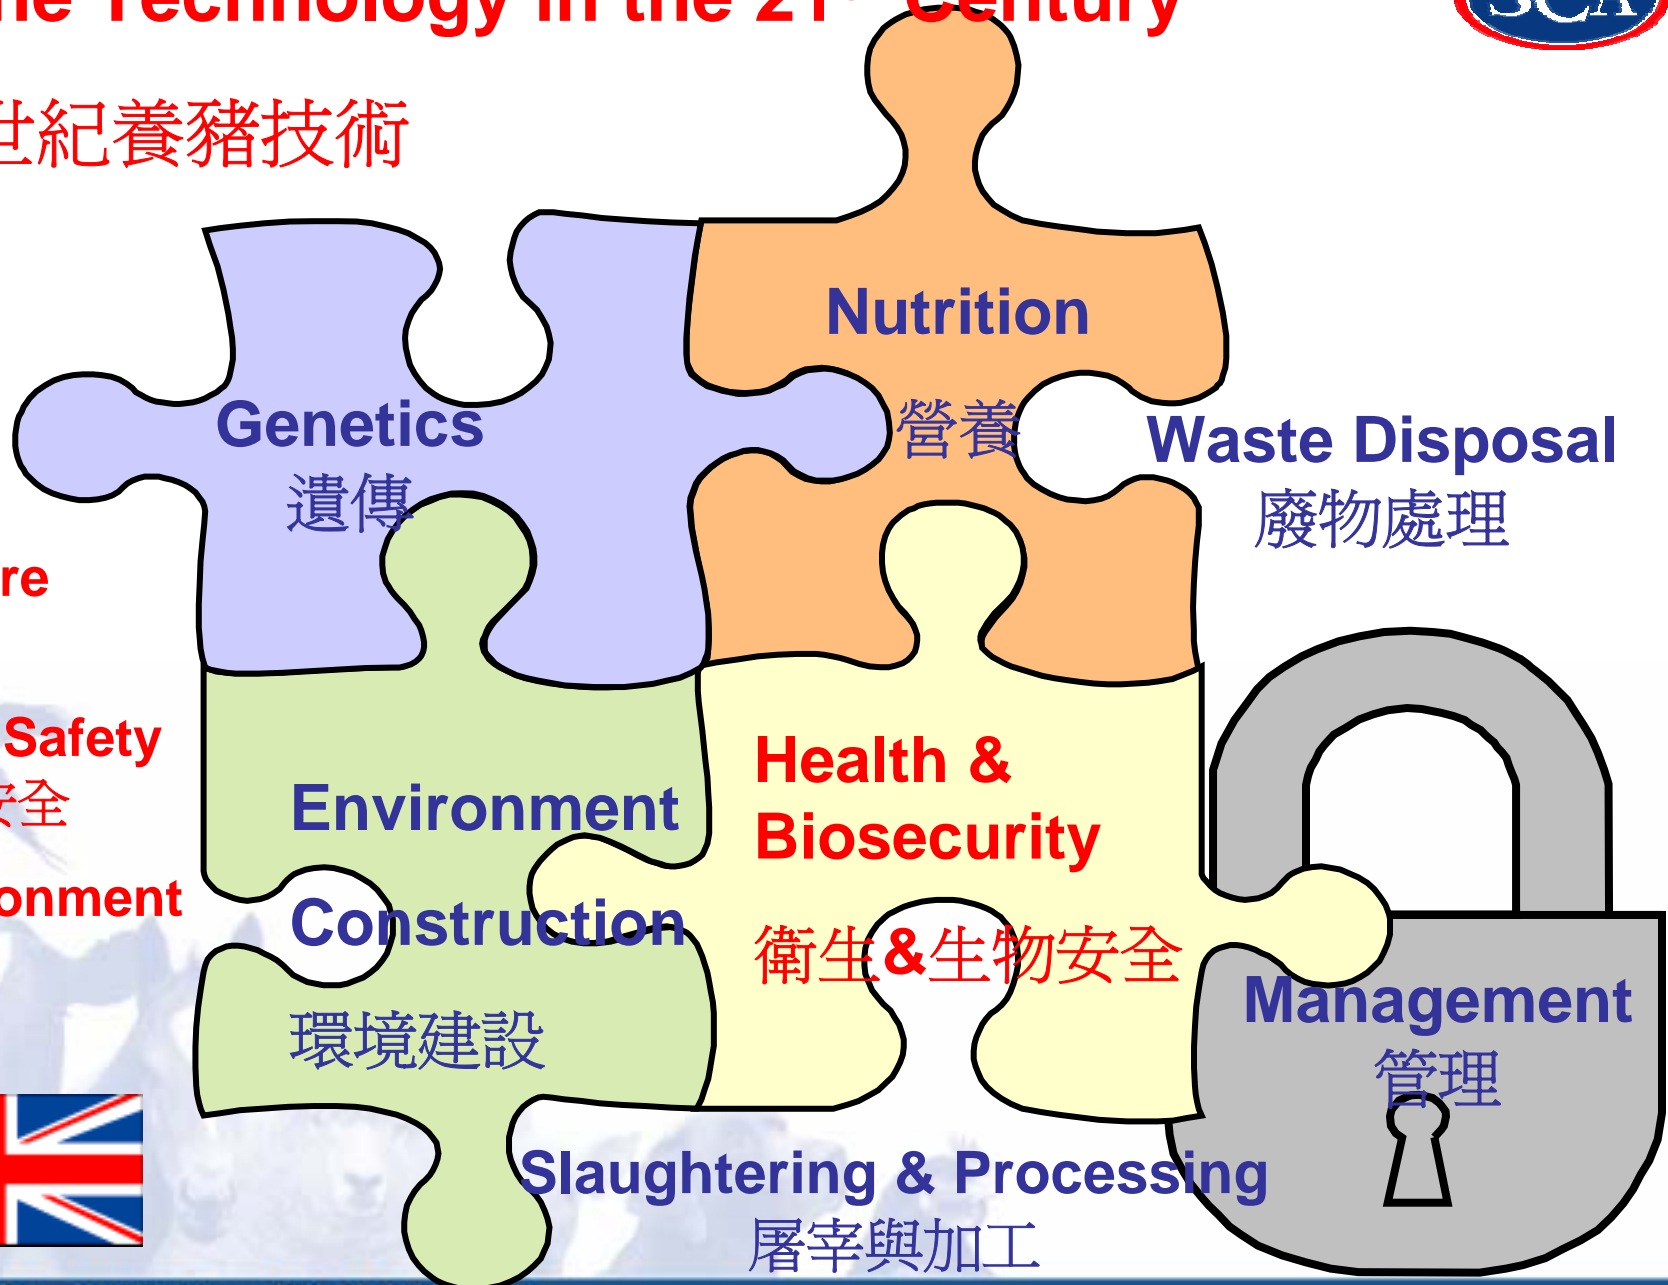 ne Technology in the 21st Century
SCA
世紀養豬技術
Nutrition
營養
Genetics
遺傳
Waste Disposal
廢物處理
re
Safety
安全
onment
Environment
Construction
環境建設
Health &
Biosecurity
衛生&生物安全
Management
管理
Slaughtering & Processing
屠宰與加工